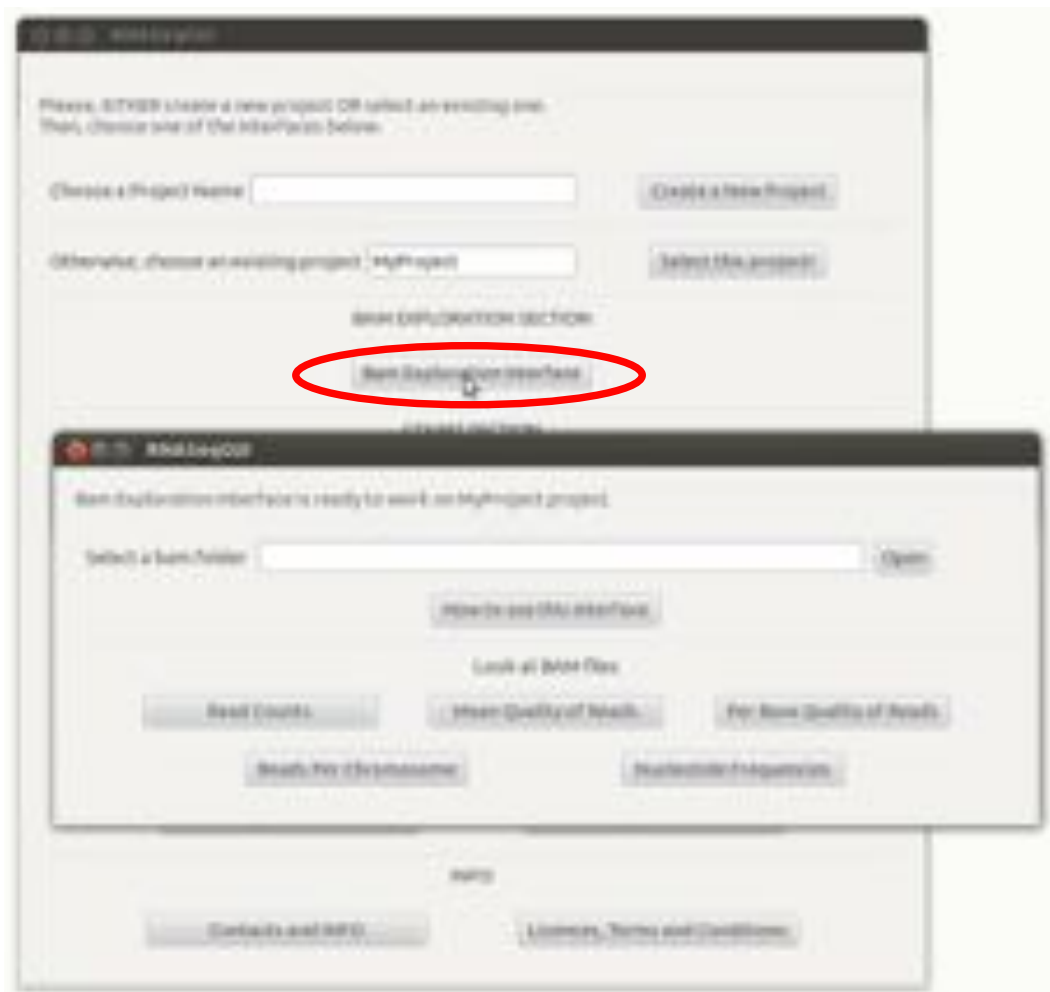 RNASeqGUI
Please, EITHER create a new project OR select an existing one.
Then, choose one of the interfaces below.
Choose a Project Name
Create a New Project
Otherwise, choose an existing project
MyProject
Select this project
BAM EXPLORATION SECTION
Bam Exploration Interface
COUNT SECTION
RNASeqGUI
Bam Exploration Interface is ready to work on MyProject project.
Select a bam folder
Open
How to use this interface
Look at BAM files
Read Counts
Mean Quality of Reads
Per Base Quality of Reads
Reads Per Chromosome
Nucleotide Frequencies
INFO
Contacts and INFO
Licences, Terms and Conditions